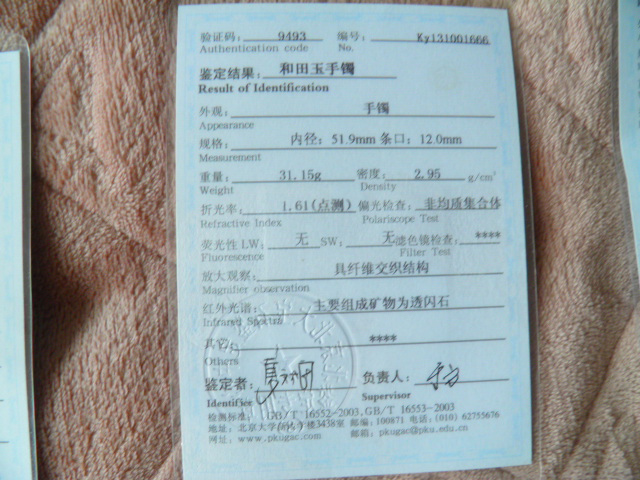 验证码: 9493 编号: Ky131001666
Authentication code No.
鉴定结果: 和田玉手镯
Result of Identification
外观: 手镯
Appearance
规格: 内径: 51.9mm 条口: 12.0mm
Measurement
重量: 31.15g 密度: 2.95 g/cm³
Weight Density
折光率: 1.61(点测) 偏光检查: 非均质集合体
Refractive Index Polariscope Test
荧光性 LW: 无 SW: 无 滤色镜检查: ****
Fluorescence Filter Test
放大观察: 具纤维交织结构
Magnifier observation
红外光谱: 主要组成矿物为透闪石
Infrared Spectra
其它: ****
Others
鉴定者: 负责人:
Identifier Supervisor
检测标准: GB/T 16552-2003, GB/T 16553-2003
地址: 北京大学 楼3438室 邮编: 100871 电话: (010) 62755676
网址: www.pkugac.com 邮箱: pkugac@pku.edu.cn